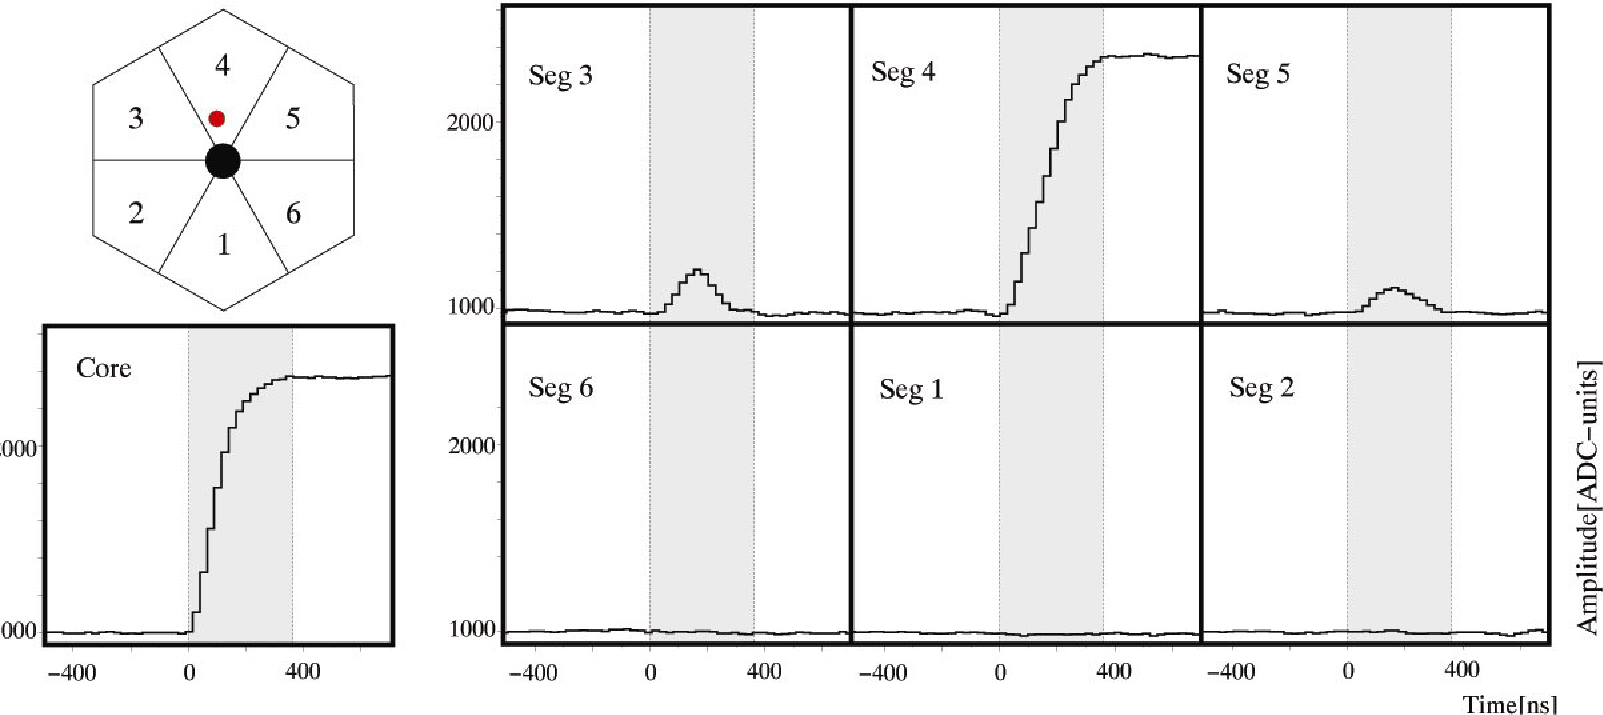 4
3
5
2
6
1
Core
000
000
−400 0 400
Seg 3
Seg 4
Seg 5
2000
1000
Seg 6
Seg 1
Seg 2
2000
1000
−400 0 400
−400 0 400
−400 0 400
Time[ns]
Amplitude[ADC−units]